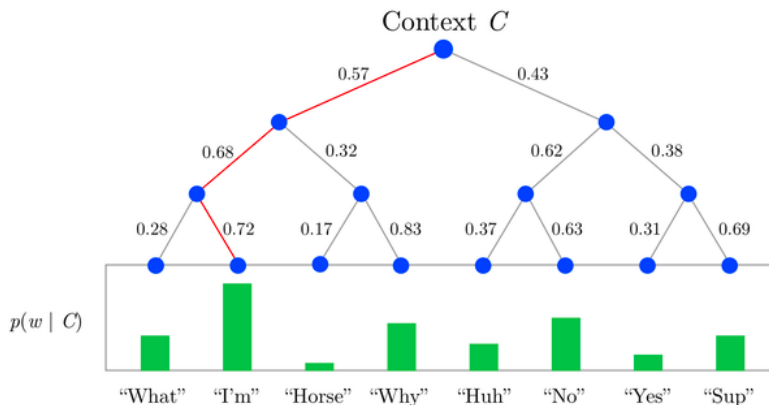 Context C
0.57 0.43
0.68 0.32 0.62 0.38
0.28 0.72 0.17 0.83 0.37 0.63 0.31 0.69
p(w | C)
“What” “I'm” “Horse” “Why” “Huh” “No” “Yes” “Sup”